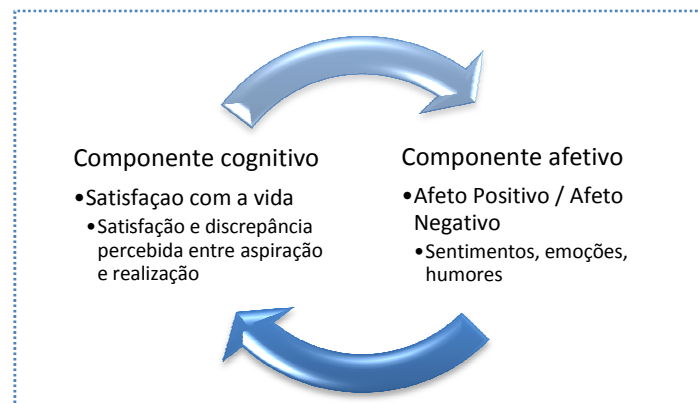 Componente cognitivo
•Satisfaçao com a vida
•Satisfação e discrepância
percebida entre aspiração
e realização
Componente afetivo
•Afeto Positivo / Afeto
Negativo
•Sentimentos, emoções,
humores